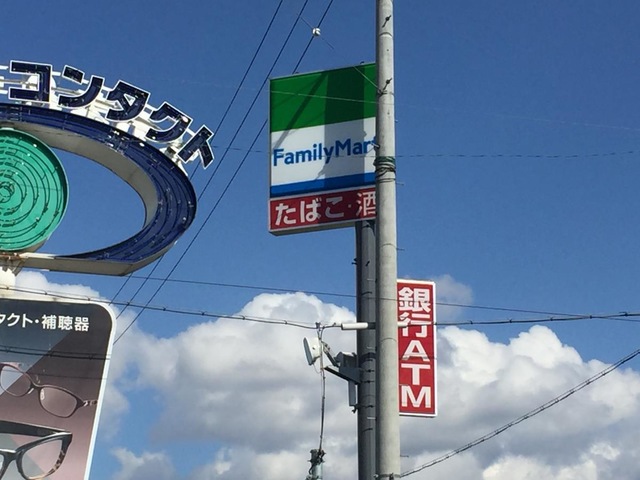 コンタクト
FamilyMar
たばこ・酒
銀行ATM
タクト・補聴器